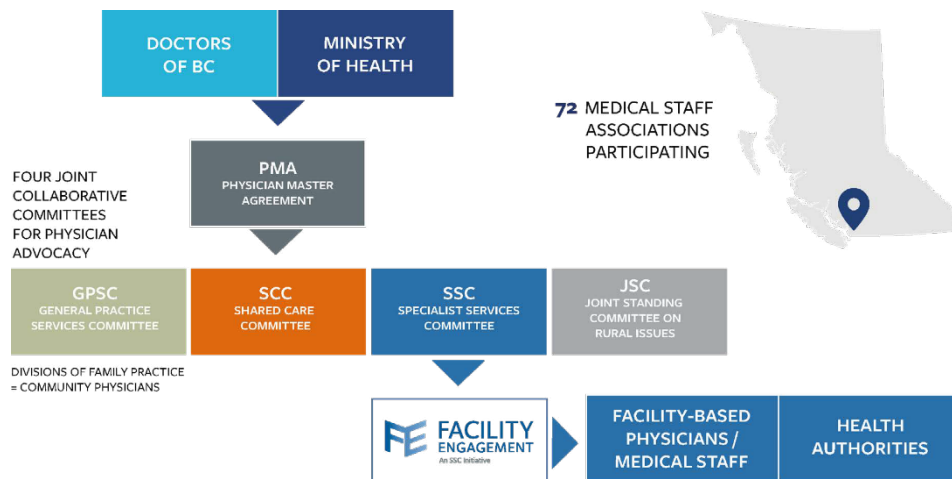 DOCTORS
OF BC
MINISTRY
OF HEALTH
72 MEDICAL STAFF
ASSOCIATIONS
PARTICIPATING
PMA
PHYSICIAN MASTER
AGREEMENT
FOUR JOINT
COLLABORATIVE
COMMITTEES
FOR PHYSICIAN
ADVOCACY
GPSC
GENERAL PRACTICE
SERVICES COMMITTEE
SCC
SHARED CARE
COMMITTEE
SSC
SPECIALIST SERVICES
COMMITTEE
JSC
JOINT STANDING
COMMITTEE ON
RURAL ISSUES
DIVISIONS OF FAMILY PRACTICE
= COMMUNITY PHYSICIANS
FE FACILITY
ENGAGEMENT
An SSC Initiative
FACILITY-BASED
PHYSICIANS /
MEDICAL STAFF
HEALTH
AUTHORITIES